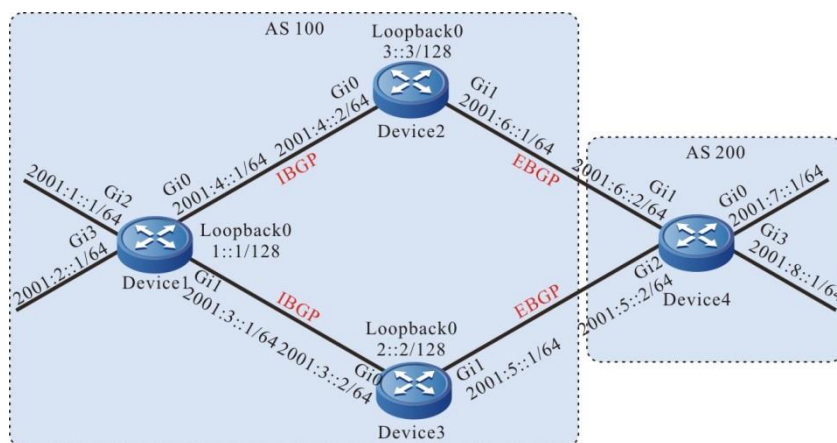 AS 100
Loopback0
3::3/128
Gi0
Gi1
2001:4::2/64
2001:6::1/64
Device2
IBGP
EBGP
AS 200
2001:1::1/64
Gi2
Gi0
2001:4::1/64
2001:6::2/64
Gi1
Gi0
2001:7::1/64
Gi3
2001:2::1/64
Loopback0
1::1/128
Device1
Gi1
2001:3::1/64
IBGP
EBGP
Gi2
2001:5::2/64
Device4
Gi3
2001:8::1/64
Loopback0
2::2/128
2001:3::2/64
Gi0
Gi1
2001:5::1/64
Device3